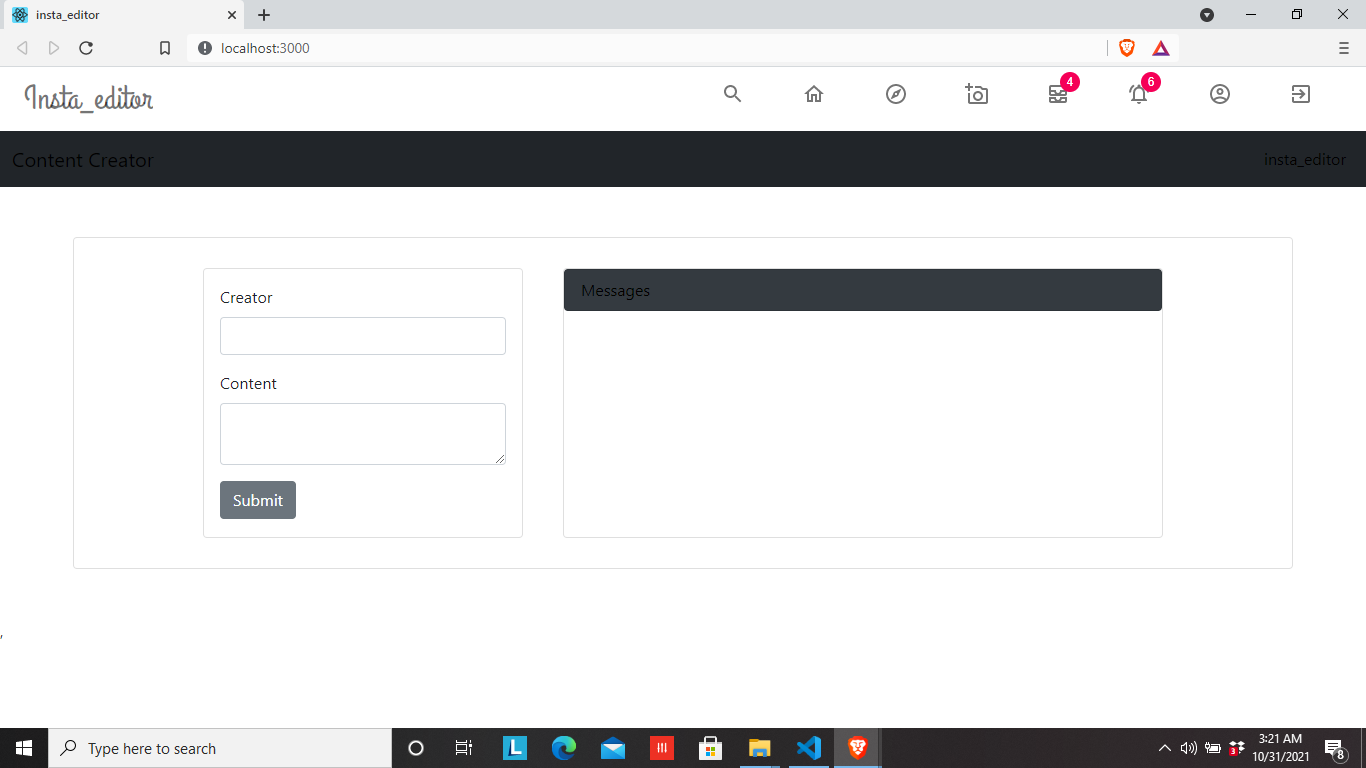 insta_editor
localhost:3000
Insta_editor
4
6
Content Creator
insta_editor
Creator
Messages
Content
Submit
,
Type here to search
L
3
3:21 AM
10/31/2021
8